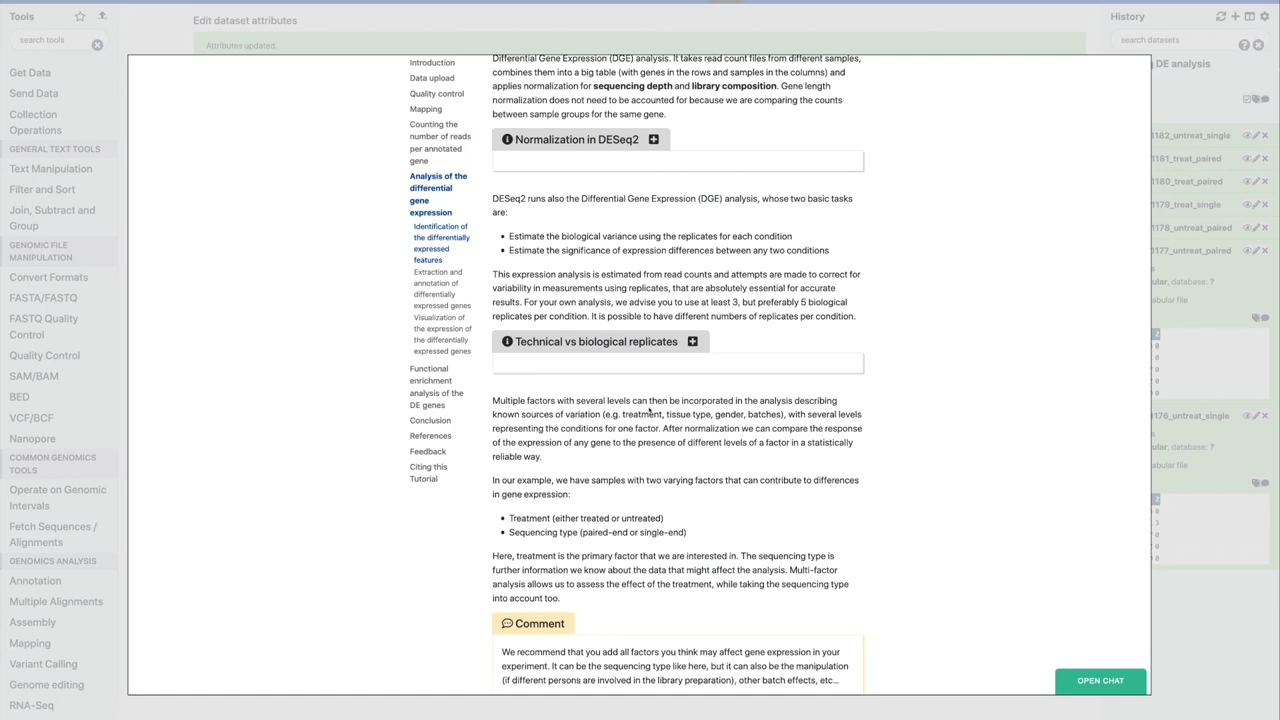 Tools
search tools
Get Data
Send Data
Collection
Operations
GENERAL TEXT TOOLS
Text Manipulation
Filter and Sort
Join, Subtract and
Group
GENOMIC FILE
MANIPULATION
Convert Formats
FASTA/FASTQ
FASTQ Quality
Control
Quality Control
SAM/BAM
BED
VCF/BCF
Nanopore
COMMON GENOMICS
TOOLS
Operate on Genomic
Intervals
Fetch Sequences /
Alignments
GENOMICS ANALYSIS
Annotation
Multiple Alignments
Assembly
Mapping
Variant Calling
Genome editing
RNA-Seq
Edit dataset attributes
Attributes updated.
Introduction
Data upload
Quality control
Mapping
Counting the
number of reads
per annotated
gene
Analysis of the
differential
gene
expression
Identification of
the differentially
expressed
features
Extraction and
annotation of
differentially
expressed genes
Visualization of
the expression of
the differentially
expressed genes
Functional
enrichment
analysis of the
DE genes
Conclusion
References
Feedback
Citing this
Tutorial
Differential Gene Expression (DGE) analysis. It takes read count files from different samples,
combines them into a big table (with genes in the rows and samples in the columns) and
applies normalization for sequencing depth and library composition. Gene length
normalization does not need to be accounted for because we are comparing the counts
between sample groups for the same gene.
Normalization in DESeq2
DESeq2 runs also the Differential Gene Expression (DGE) analysis, whose two basic tasks
are:
• Estimate the biological variance using the replicates for each condition
• Estimate the significance of expression differences between any two conditions
This expression analysis is estimated from read counts and attempts are made to correct for
variability in measurements using replicates, that are absolutely essential for accurate
results. For your own analysis, we advise you to use at least 3, but preferably 5 biological
replicates per condition. It is possible to have different numbers of replicates per condition.
Technical vs biological replicates
Multiple factors with several levels can then be incorporated in the analysis describing
known sources of variation (e.g. treatment, tissue type, gender, batches), with several levels
representing the conditions for one factor. After normalization we can compare the response
of the expression of any gene to the presence of different levels of a factor in a statistically
reliable way.
In our example, we have samples with two varying factors that can contribute to differences
in gene expression:
• Treatment (either treated or untreated)
• Sequencing type (paired-end or single-end)
Here, treatment is the primary factor that we are interested in. The sequencing type is
further information we know about the data that might affect the analysis. Multi-factor
analysis allows us to assess the effect of the treatment, while taking the sequencing type
into account too.
Comment
We recommend that you add all factors you think may affect gene expression in your
experiment. It can be the sequencing type like here, but it can also be the manipulation
(if different persons are involved in the library preparation), other batch effects, etc...
OPEN CHAT
History
search datasets
DE analysis
1182_untreat_single
1181_treat_paired
1180_treat_paired
1179_treat_single
1178_untreat_paired
1177_untreat_paired
database: ?
tabular file
1176_untreat_single
database: ?
tabular file